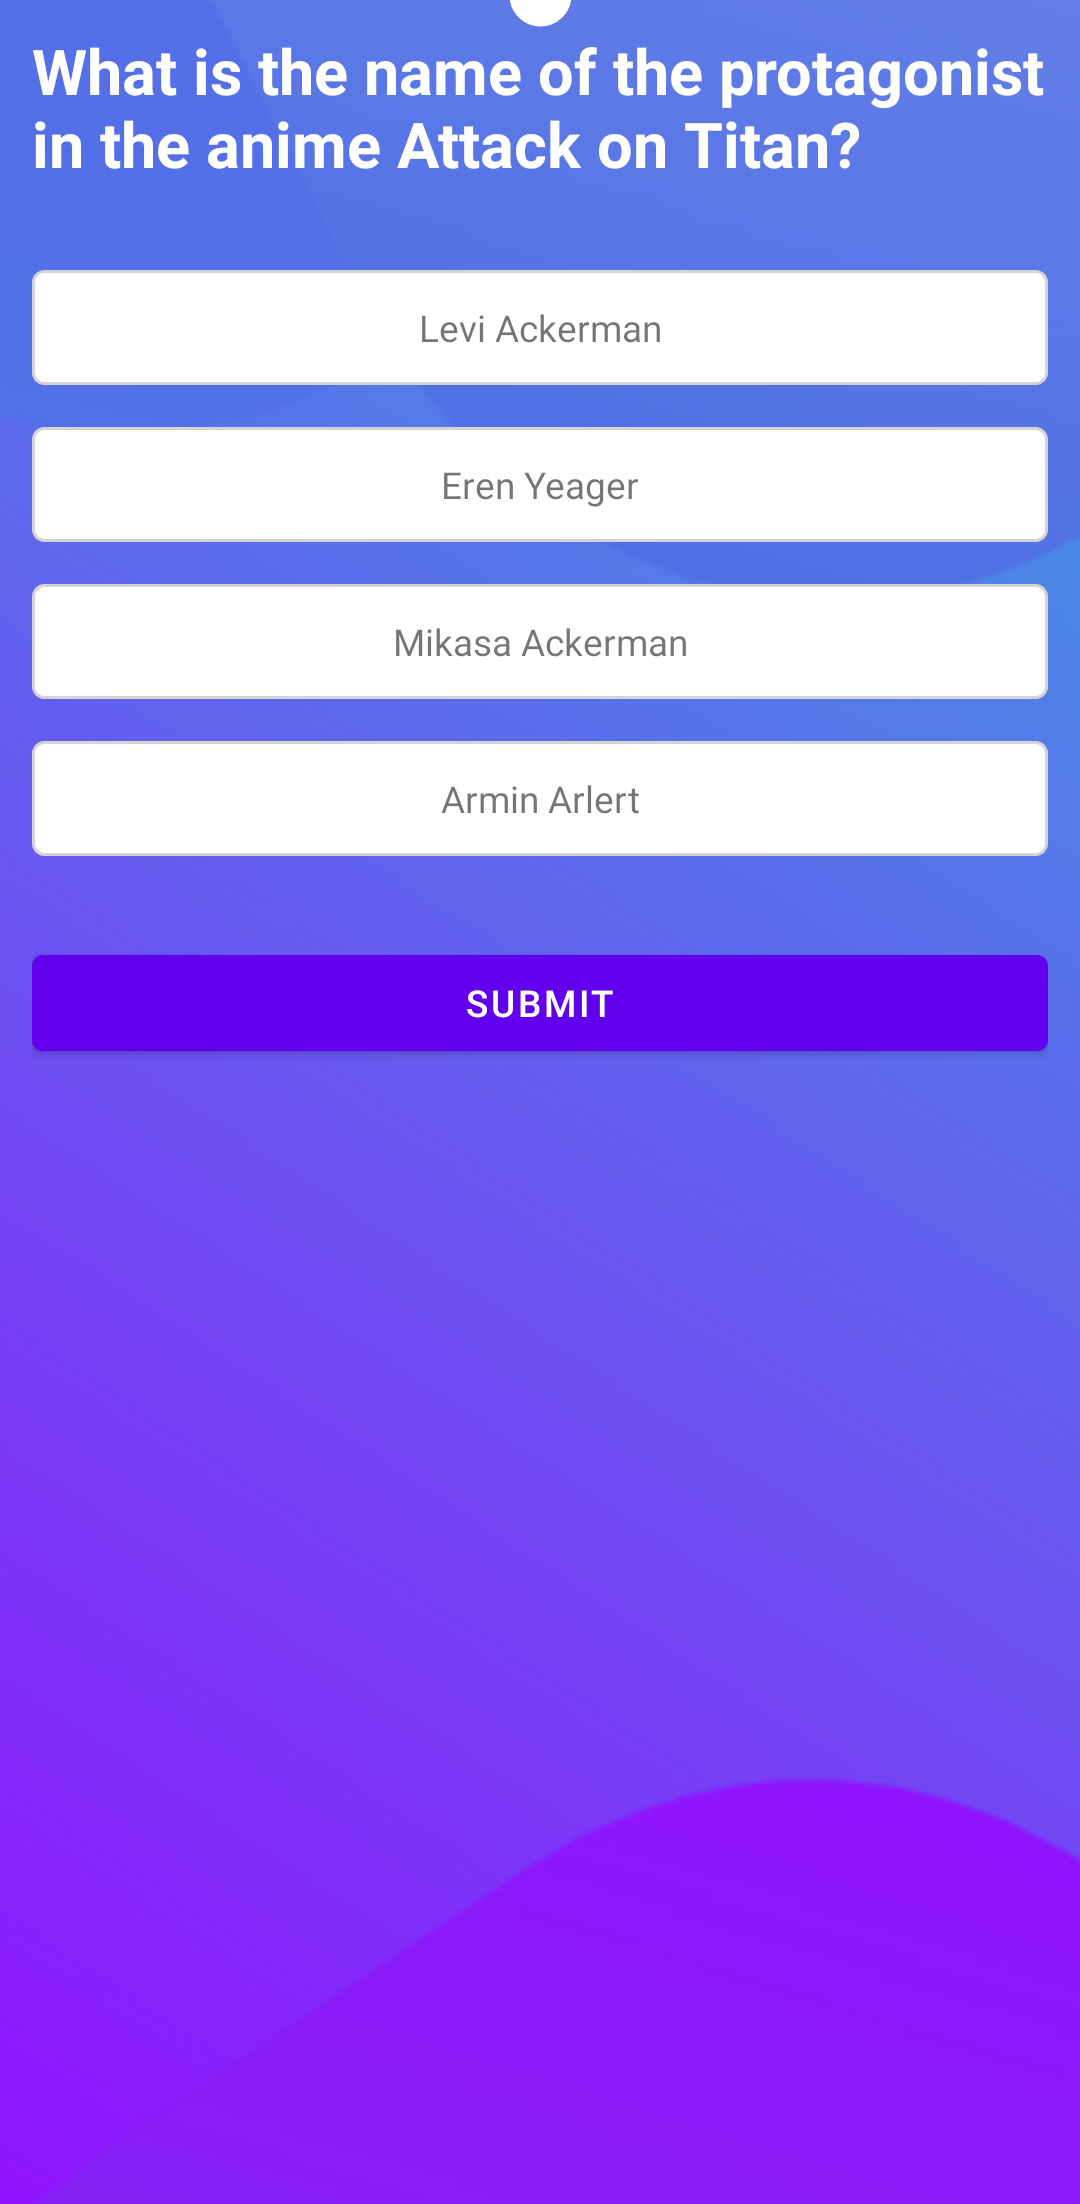 What is the name of the protagonist
in the anime Attack on Titan?
Levi Ackerman
Eren Yeager
Mikasa Ackerman
Armin Arlert
SUBMIT